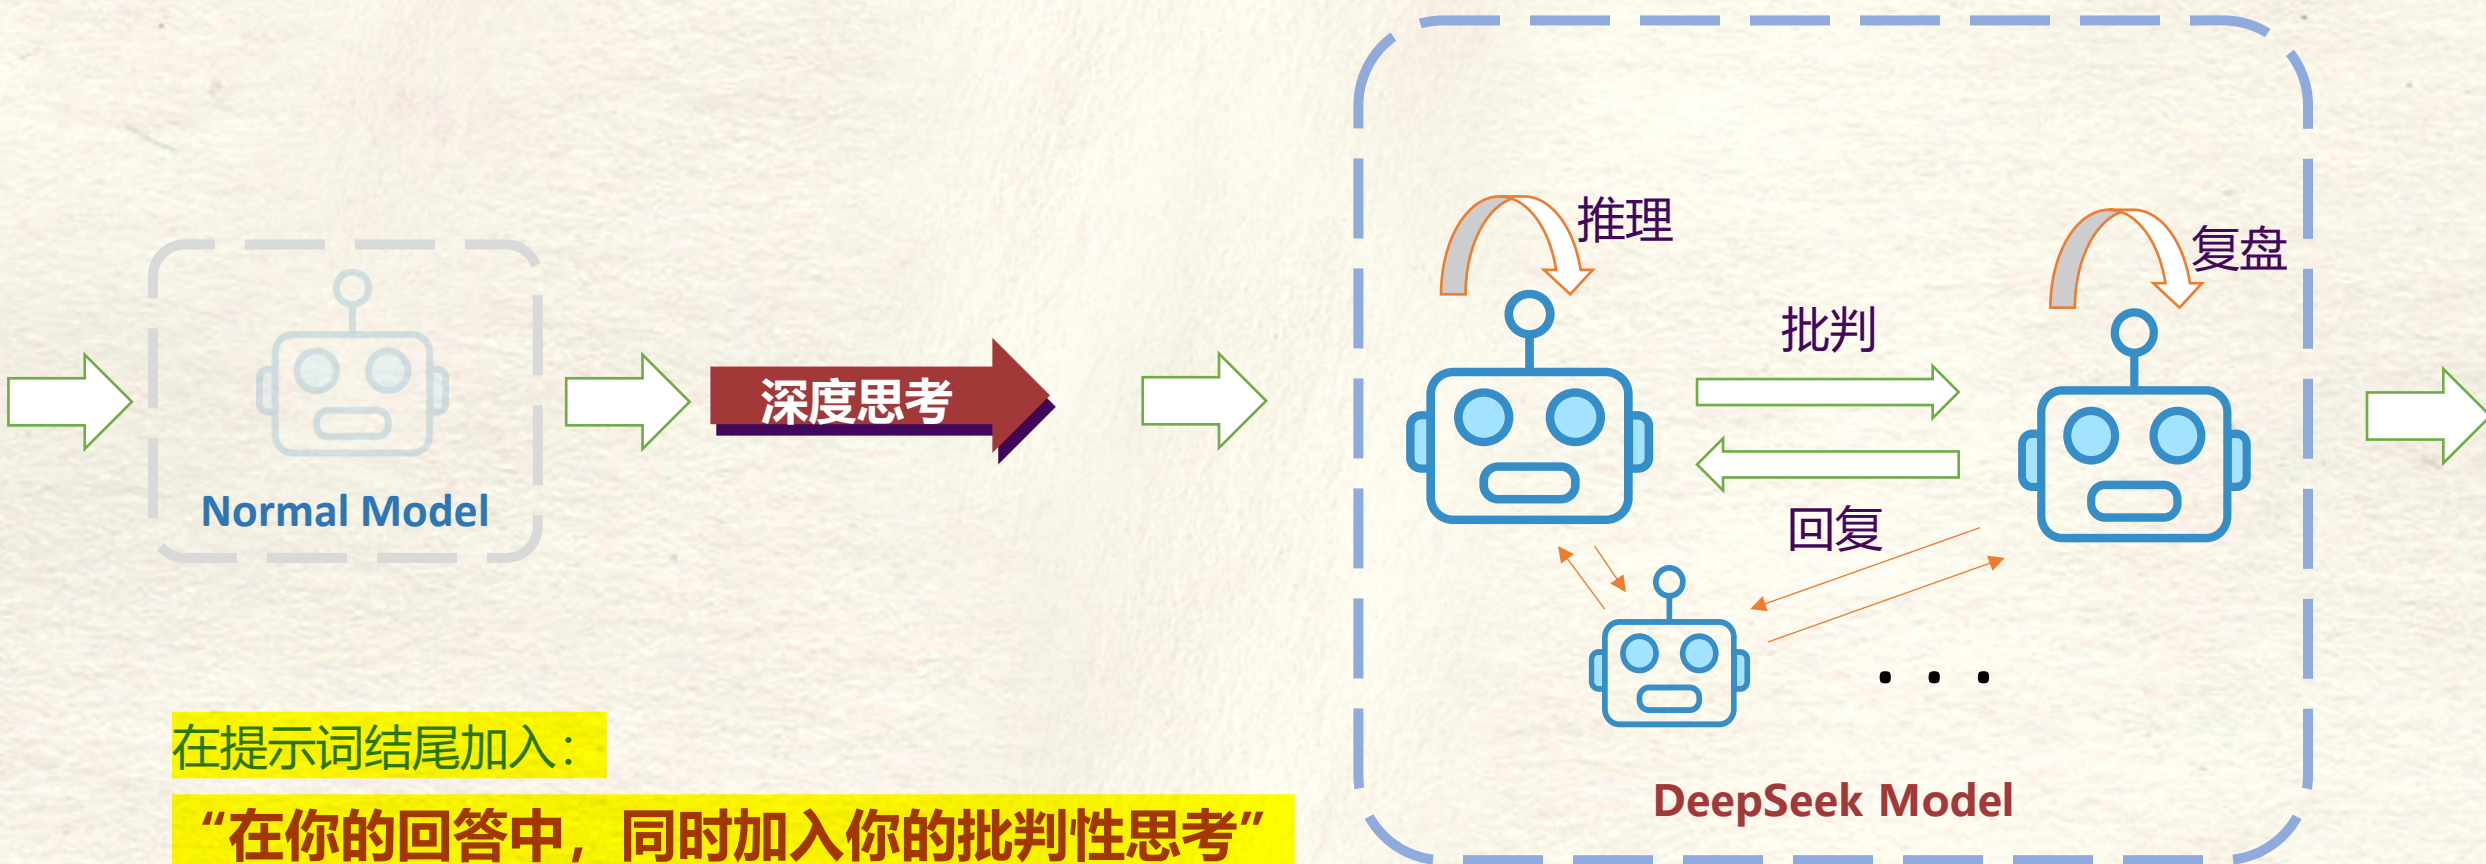 推理
复盘
批判
深度思考
Normal Model
回复
. . .
在提示词结尾加入：
“在你的回答中，同时加入你的批判性思考”
DeepSeek Model